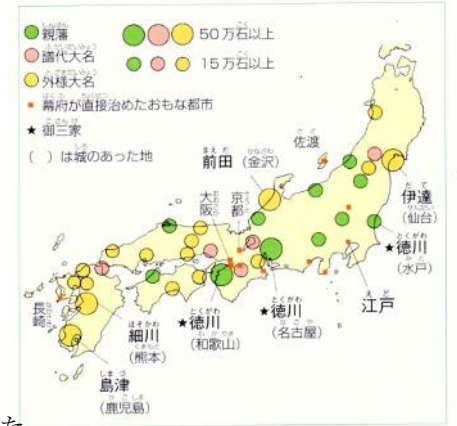 親藩 50万石以上
譜代大名
外様大名 15万石以上
幕府が直接治めたおもな都市
★ 御三家
( )は城のあった地
佐渡
前田(金沢)
大阪
京都
伊達
(仙台)
★徳川
(水戸)
江戸
★徳川
(名古屋)
★徳川
(和歌山)
長崎
細川
(熊本)
島津
(鹿児島)